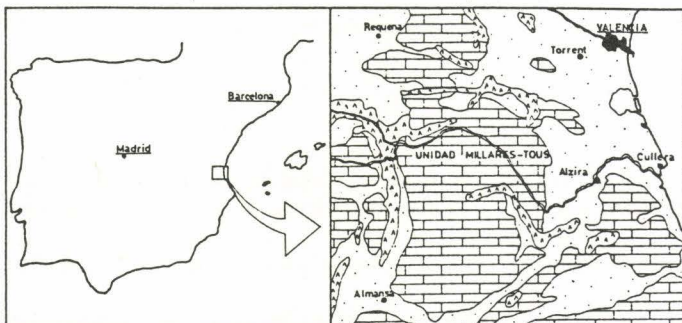 Barcelona
Madrid
Requena
VALENCIA
Torrent
UNIDAD MILLARES-TOUS
Cullera
Alzira
Almansa